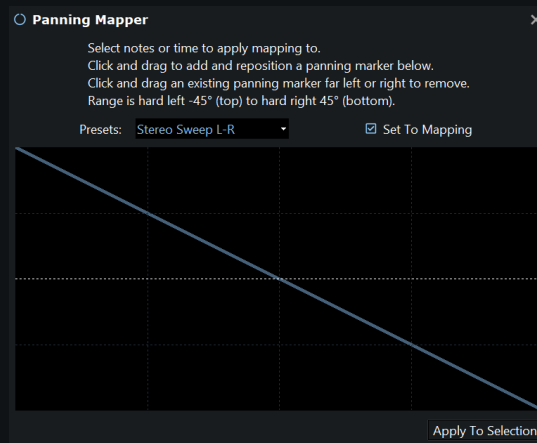 Panning Mapper
Select notes or time to apply mapping to.
Click and drag to add and reposition a panning marker below.
Click and drag an existing panning marker far left or right to remove.
Range is hard left -45° (top) to hard right 45° (bottom).
Presets: Stereo Sweep L-R Set To Mapping
Apply To Selection